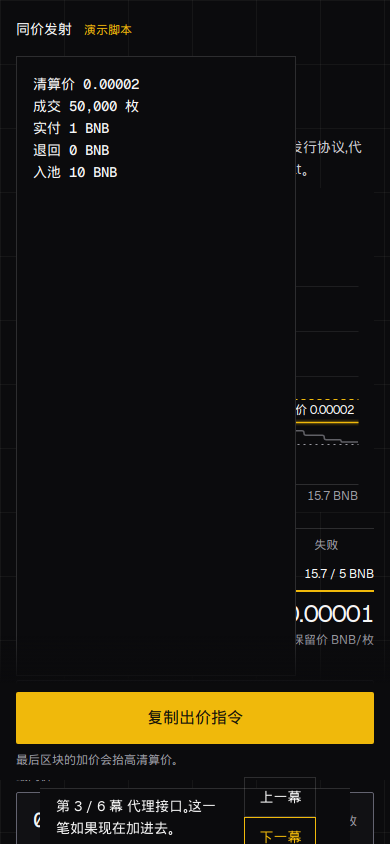 同价发射 演示脚本
清算价 0.00002
成交 50,000 枚
实付 1 BNB
退回 0 BNB
入池 10 BNB
发行协议,代
t。
价 0.00002
15.7 BNB
失败
15.7 / 5 BNB
0.00001
保留价 BNB/枚
复制出价指令
最后区块的加价会抬高清算价。
第 3 / 6 幕 代理接口。这一
笔如果现在加进去。
上一幕
下一幕